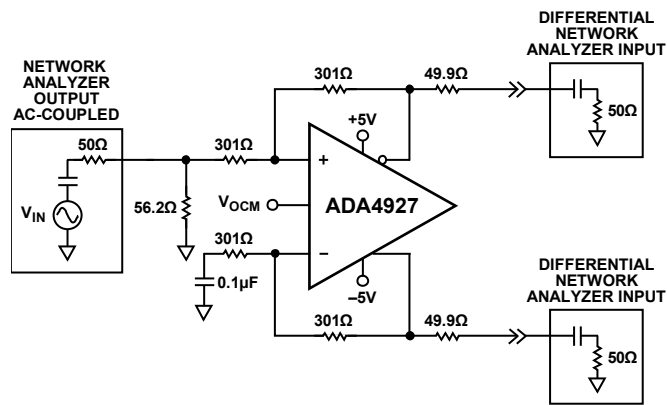 DIFFERENTIAL
NETWORK
ANALYZER INPUT
NETWORK
ANALYZER
OUTPUT
AC-COUPLED
301Ω
49.9Ω
50Ω
50Ω
301Ω
+5V
+
VIN
56.2Ω
VOCM
ADA4927
301Ω
–
0.1µF
–5V
301Ω
49.9Ω
DIFFERENTIAL
NETWORK
ANALYZER INPUT
50Ω